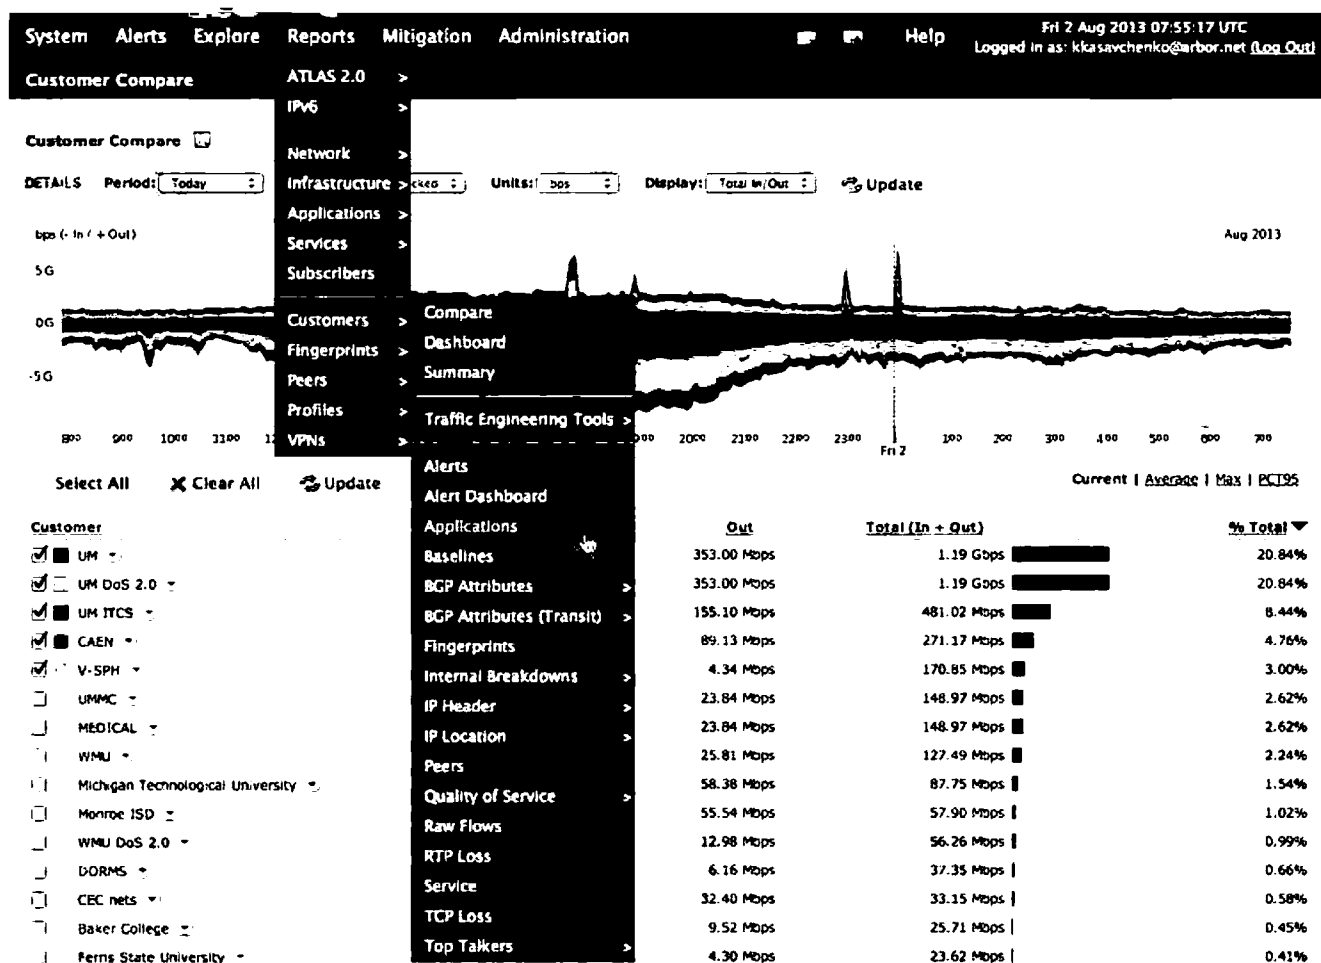 System Alerts Explore Reports Mitigation Administration Help
Fri 2 Aug 2013 07:55:17 UTC
Logged in as: kkasavchenko@arbor.net (Log Out)
Customer Compare
ATLAS 2.0 >
IPv6 >
Network >
Infrastructure >
Applications >
Services >
Subscribers
Customers >
Fingerprints >
Peers >
Profiles >
VPNs >
Customer Compare
DETAILS Period: Today Units: bps Display: Total In/Out Update
bps (- In / + Out) Aug 2013
5G
0G
-5G
800 900 1000 1100 2000 2100 2200 2300 Fri 2 100 200 300 400 500 600 700
Compare
Dashboard
Summary
Traffic Engineering Tools >
Alerts
Alert Dashboard
Applications
Baselines
BGP Attributes >
BGP Attributes (Transit) >
Fingerprints
Internal Breakdowns >
IP Header >
IP Location >
Peers
Quality of Service >
Raw Flows
RTP Loss
Service
TCP Loss
Top Talkers >
Select All Clear All Update
Current | Average | Max | PCT95
Customer Out Total (In + Out) % Total
UM 353.00 Mbps 1.19 Gbps 20.84%
UM DoS 2.0 353.00 Mbps 1.19 Gbps 20.84%
UM ITCS 155.10 Mbps 481.02 Mbps 8.44%
CAEN 89.13 Mbps 271.17 Mbps 4.76%
V-SPH 4.34 Mbps 170.85 Mbps 3.00%
UMMC 23.84 Mbps 148.97 Mbps 2.62%
MEDICAL 23.84 Mbps 148.97 Mbps 2.62%
WMU 25.81 Mbps 127.49 Mbps 2.24%
Michigan Technological University 58.38 Mbps 87.75 Mbps 1.54%
Monroe ISD 55.54 Mbps 57.90 Mbps 1.02%
WMU DoS 2.0 12.98 Mbps 56.26 Mbps 0.99%
DORMS 6.16 Mbps 37.35 Mbps 0.66%
CEC nets 32.40 Mbps 33.15 Mbps 0.58%
Baker College 9.52 Mbps 25.71 Mbps 0.45%
Ferris State University 4.30 Mbps 23.62 Mbps 0.41%